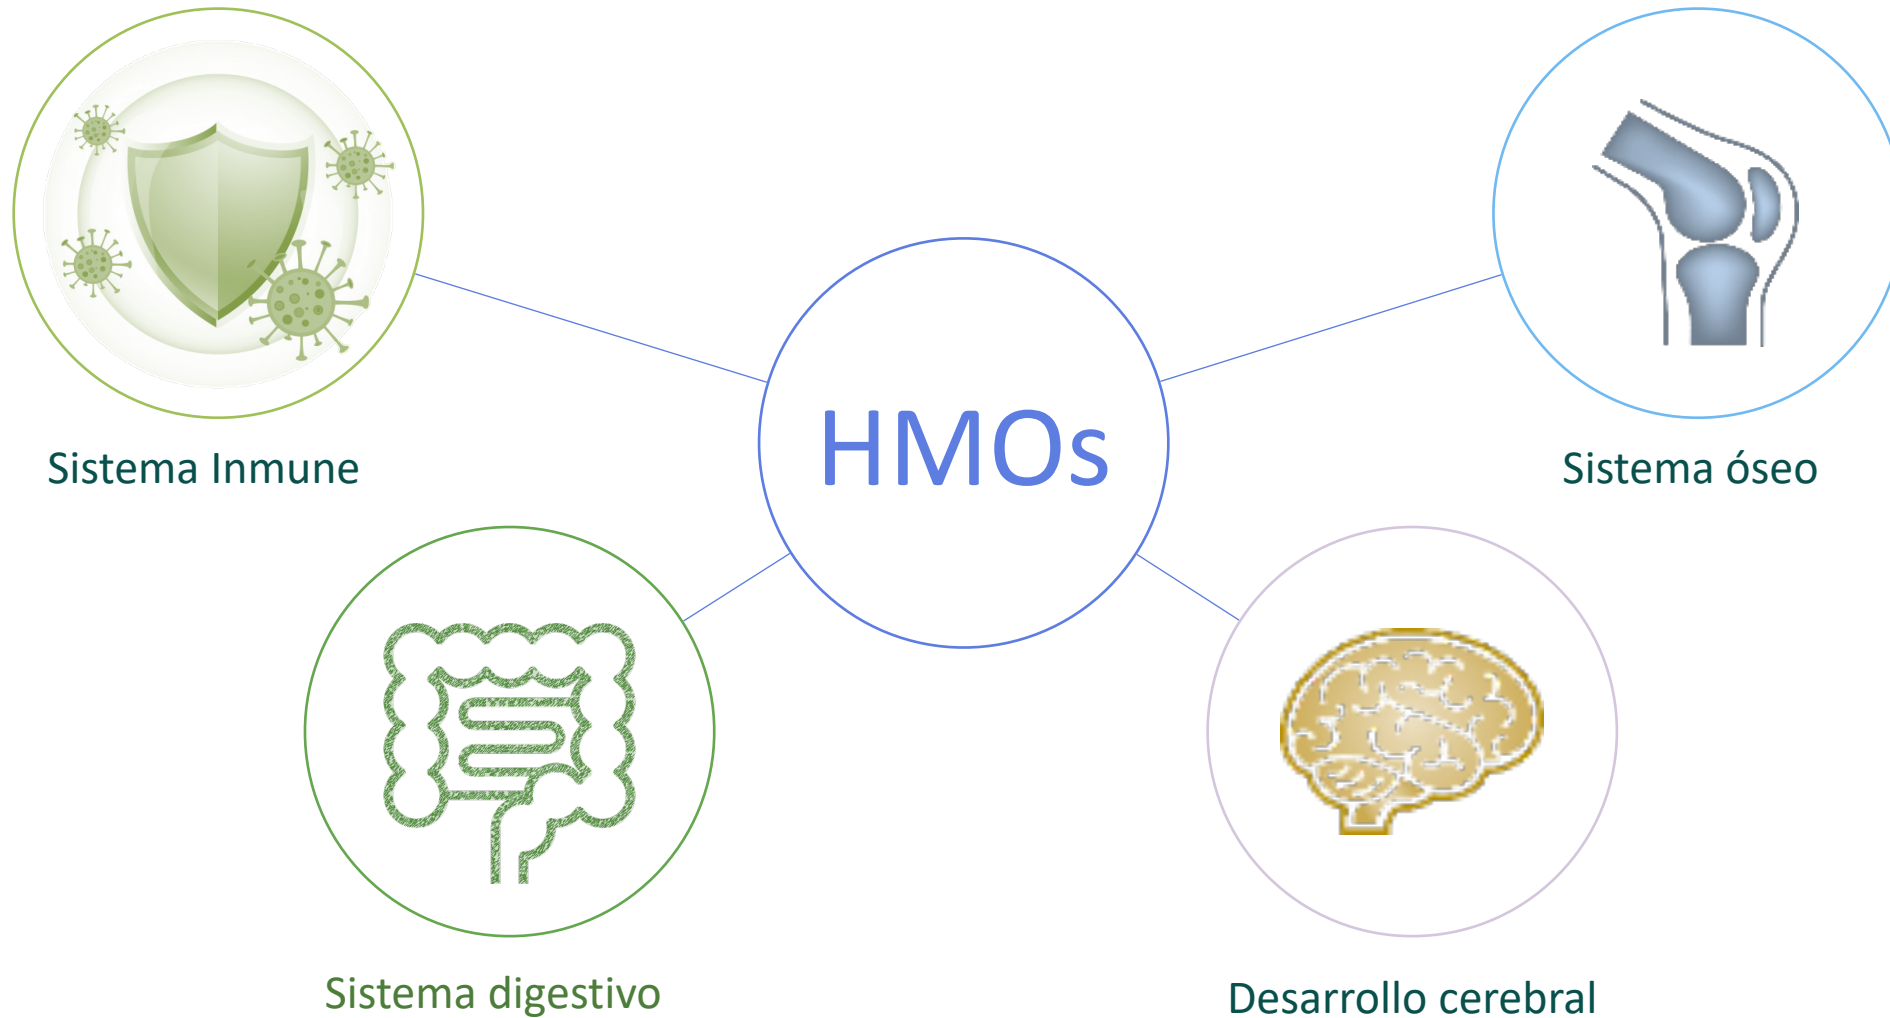 HMOs
Sistema Inmune
Sistema óseo
Sistema digestivo
Desarrollo cerebral